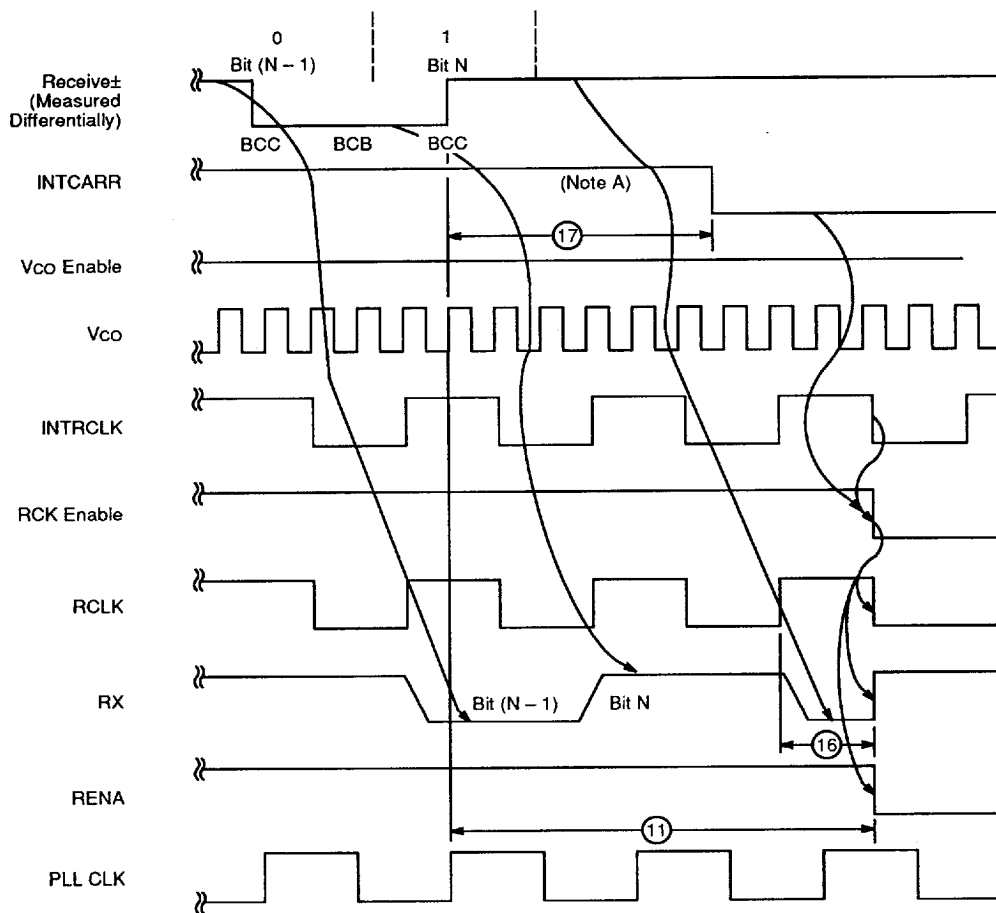 0 1
Bit (N – 1) Bit N
Receive±
(Measured
Differentially)
BCC BCB BCC
INTCARR
(Note A)
17
VCO Enable
VCO
INTRCLK
RCK Enable
RCLK
RX
Bit (N – 1) Bit N
16
RENA
11
PLL CLK